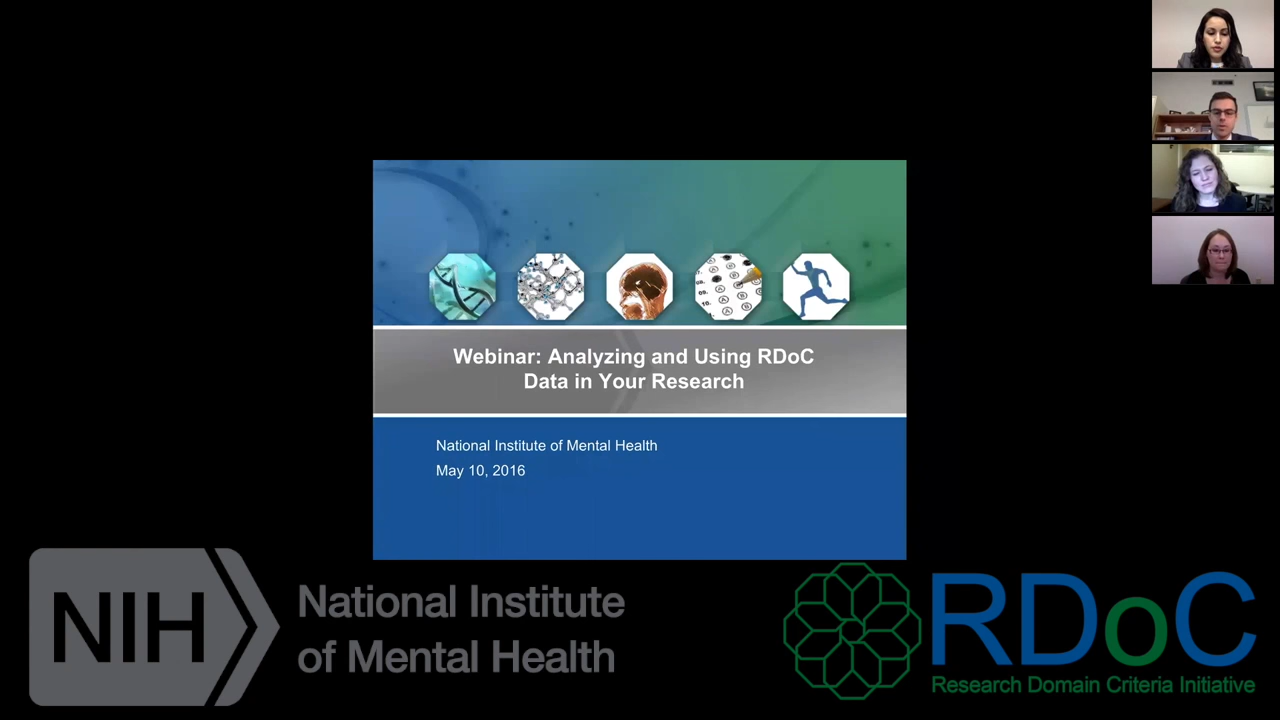 Webinar: Analyzing and Using RDoC
Data in Your Research
National Institute of Mental Health
May 10, 2016
NIH
National Institute
of Mental Health
RDoC
Research Domain Criteria Initiative